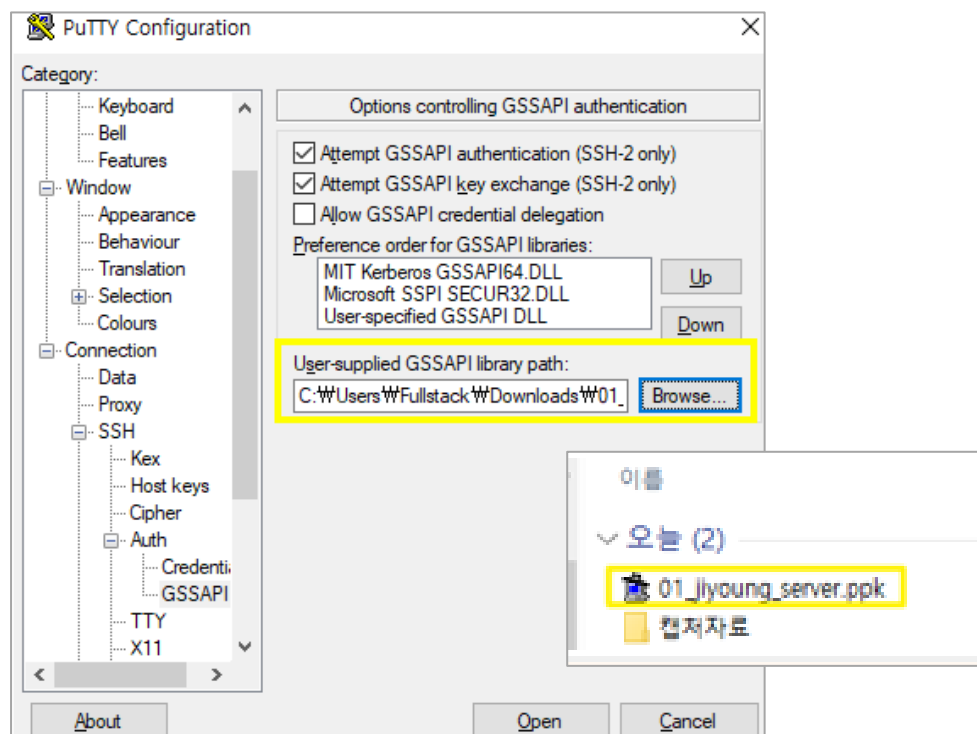 PuTTY Configuration
Category:
Keyboard
Bell
Features
Window
Appearance
Behaviour
Translation
Selection
Colours
Connection
Data
Proxy
SSH
Kex
Host keys
Cipher
Auth
Credenti
GSSAPI
TTY
X11
About
Options controlling GSSAPI authentication
Attempt GSSAPI authentication (SSH-2 only)
Attempt GSSAPI key exchange (SSH-2 only)
Allow GSSAPI credential delegation
Preference order for GSSAPI libraries:
MIT Kerberos GSSAPI64.DLL
Microsoft SSPI SECUR32.DLL
User-specified GSSAPI DLL
Up
Down
User-supplied GSSAPI library path:
C:₩Users₩Fullstack₩Downloads₩01_
Browse...
Open
Cancel
이름
오늘 (2)
01_jiyoung_server.ppk
캡처자료